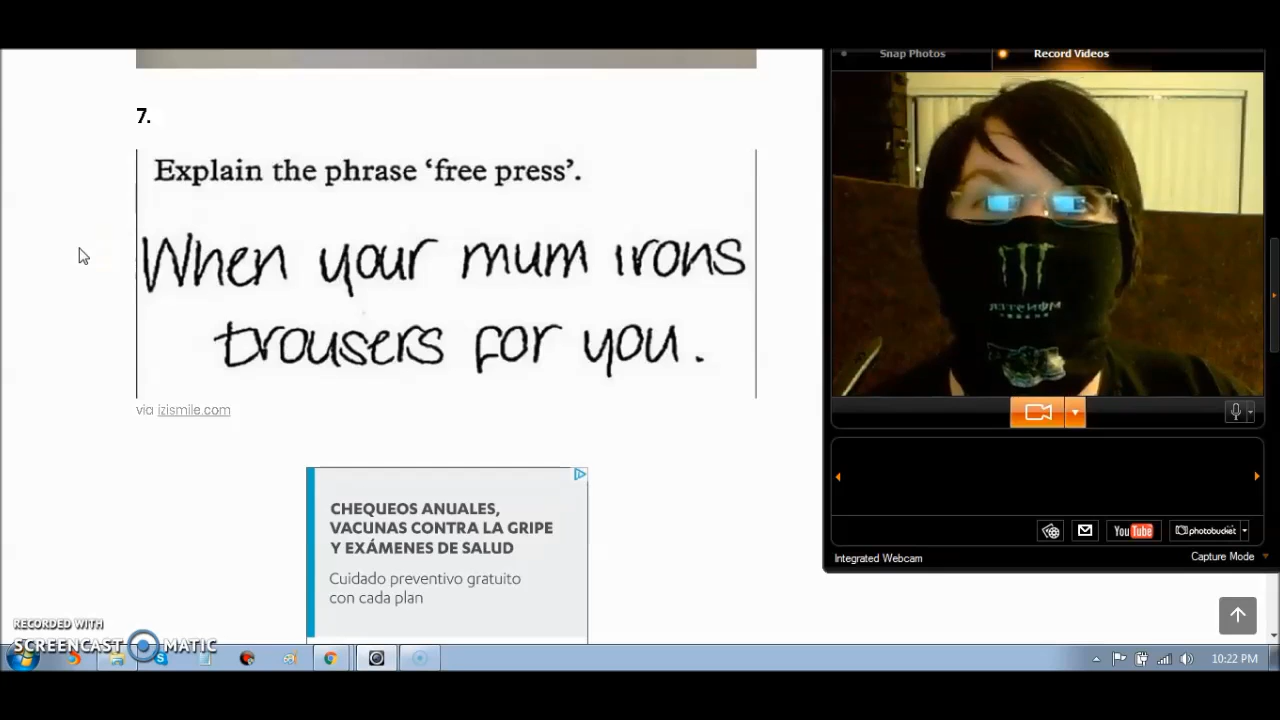 Snap Photos
Record Videos
7.
Explain the phrase ‘free press’.
When your mum irons
trousers for you.
via izismile.com
CHEQUEOS ANUALES,
VACUNAS CONTRA LA GRIPE
Y EXÁMENES DE SALUD
Cuidado preventivo gratuito
con cada plan
MONSTER
YouTube
photobucket
Integrated Webcam
Capture Mode
RECORDED WITH
SCREENCAST MATIC
10:22 PM